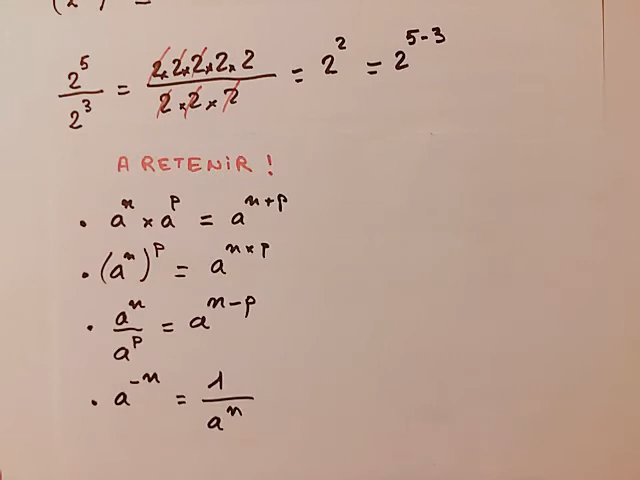 2^5 / 2^3 = 2 × 2 × 2 × 2 × 2 / 2 × 2 × 2 = 2^2 = 2^(5-3)
A RETENIR !
• a^n × a^p = a^(n+p)
• (a^n)^p = a^(n×p)
• a^n / a^p = a^(n-p)
• a^(-n) = 1 / a^n